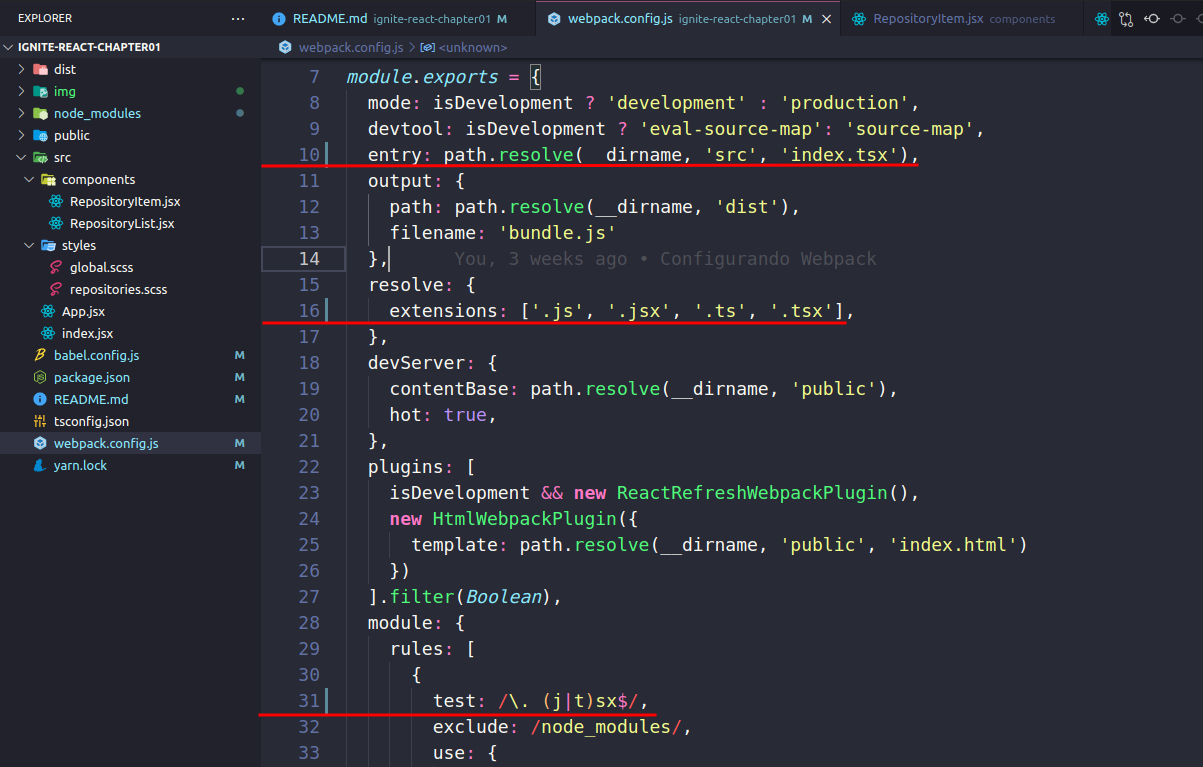 EXPLORER ...
README.md ignite-react-chapter01 M
webpack.config.js ignite-react-chapter01 M
RepositoryItem.jsx components
IGNITE-REACT-CHAPTER01
dist
img
node_modules
public
src
components
RepositoryItem.jsx
RepositoryList.jsx
styles
global.scss
repositories.scss
App.jsx
index.jsx
babel.config.js M
package.json M
README.md M
tsconfig.json
webpack.config.js M
yarn.lock M
webpack.config.js > <unknown>
7 module.exports = {
8 mode: isDevelopment ? 'development' : 'production',
9 devtool: isDevelopment ? 'eval-source-map': 'source-map',
10 entry: path.resolve(__dirname, 'src', 'index.tsx'),
11 output: {
12 path: path.resolve(__dirname, 'dist'),
13 filename: 'bundle.js'
14 }, You, 3 weeks ago • Configurando Webpack
15 resolve: {
16 extensions: ['.js', '.jsx', '.ts', '.tsx'],
17 },
18 devServer: {
19 contentBase: path.resolve(__dirname, 'public'),
20 hot: true,
21 },
22 plugins: [
23 isDevelopment && new ReactRefreshWebpackPlugin(),
24 new HtmlWebpackPlugin({
25 template: path.resolve(__dirname, 'public', 'index.html')
26 })
27 ].filter(Boolean),
28 module: {
29 rules: [
30 {
31 test: /\. (j|t)sx$/,
32 exclude: /node_modules/,
33 use: {